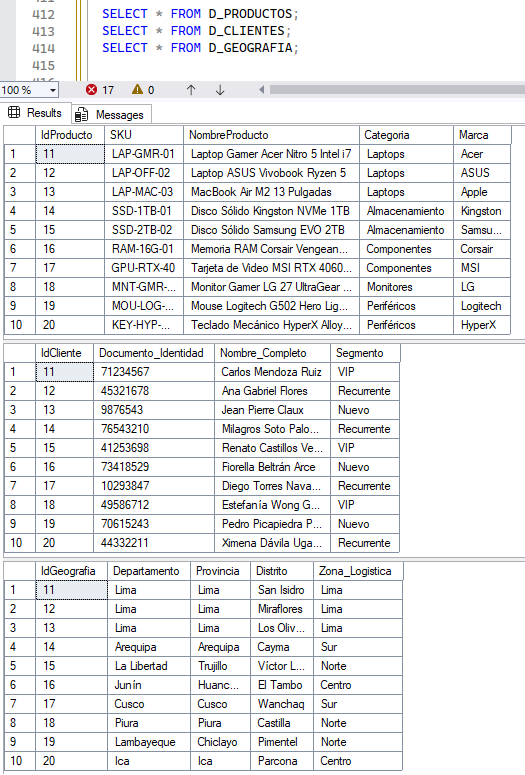 412 SELECT * FROM D_PRODUCTOS;
413 SELECT * FROM D_CLIENTES;
414 SELECT * FROM D_GEOGRAFIA;
415
100 % 17 0
Results Messages
IdProducto SKU NombreProducto Categoria Marca
1 11 LAP-GMR-01 Laptop Gamer Acer Nitro 5 Intel i7 Laptops Acer
2 12 LAP-OFF-02 Laptop ASUS Vivobook Ryzen 5 Laptops ASUS
3 13 LAP-MAC-03 MacBook Air M2 13 Pulgadas Laptops Apple
4 14 SSD-1TB-01 Disco Sólido Kingston NVMe 1TB Almacenamiento Kingston
5 15 SSD-2TB-02 Disco Sólido Samsung EVO 2TB Almacenamiento Samsu...
6 16 RAM-16G-01 Memoria RAM Corsair Vengean... Componentes Corsair
7 17 GPU-RTX-40 Tarjeta de Video MSI RTX 4060... Componentes MSI
8 18 MNT-GMR-... Monitor Gamer LG 27 UltraGear ... Monitores LG
9 19 MOU-LOG-... Mouse Logitech G502 Hero Lig... Periféricos Logitech
10 20 KEY-HYP-... Teclado Mecánico HyperX Alloy... Periféricos HyperX
IdCliente Documento_Identidad Nombre_Completo Segmento
1 11 71234567 Carlos Mendoza Ruiz VIP
2 12 45321678 Ana Gabriel Flores Recurrente
3 13 9876543 Jean Pierre Claux Nuevo
4 14 76543210 Milagros Soto Palo... Recurrente
5 15 41253698 Renato Castillos Ve... VIP
6 16 73418529 Fiorella Beltrán Arce Nuevo
7 17 10293847 Diego Torres Nava... Recurrente
8 18 49586712 Estefanía Wong G... VIP
9 19 70615243 Pedro Picapiedra P... Nuevo
10 20 44332211 Ximena Dávila Uga... Recurrente
IdGeografia Departamento Provincia Distrito Zona_Logistica
1 11 Lima Lima San Isidro Lima
2 12 Lima Lima Miraflores Lima
3 13 Lima Lima Los Oliv... Lima
4 14 Arequipa Arequipa Cayma Sur
5 15 La Libertad Trujillo Víctor L... Norte
6 16 Junín Huanc... El Tambo Centro
7 17 Cusco Cusco Wanchaq Sur
8 18 Piura Piura Castilla Norte
9 19 Lambayeque Chiclayo Pimentel Norte
10 20 Ica Ica Parcona Centro